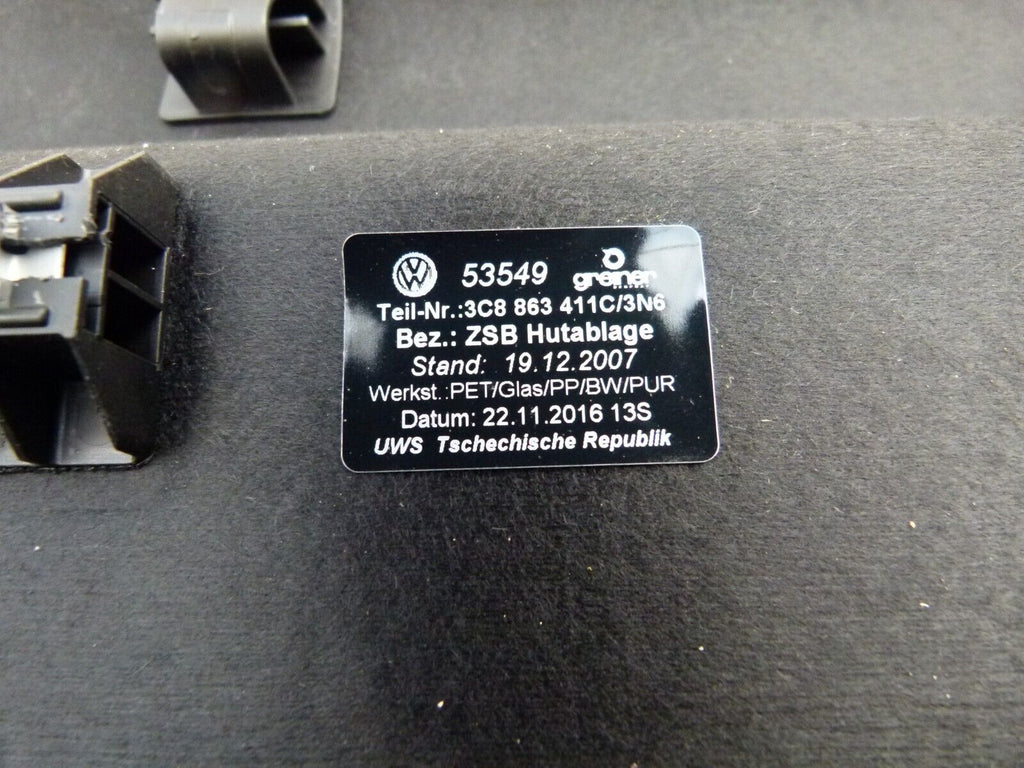 VW 53549 greiner
Teil-Nr.:3C8 863 411C/3N6
Bez.: ZSB Hutablage
Stand: 19.12.2007
Werkst.:PET/Glas/PP/BW/PUR
Datum: 22.11.2016 13S
UWS Tschechische Republik